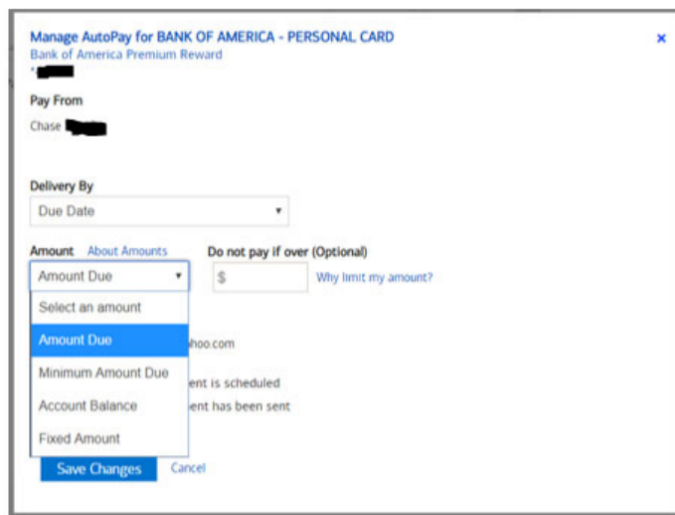 Manage AutoPay for BANK OF AMERICA - PERSONAL CARD
Bank of America Premium Reward
Pay From
Chase
Delivery By
Due Date
Amount About Amounts Do not pay if over (Optional)
Amount Due $ Why limit my amount?
Select an amount
Amount Due hoo.com
Minimum Amount Due
ent is scheduled
Account Balance ent has been sent
Fixed Amount
Save Changes Cancel